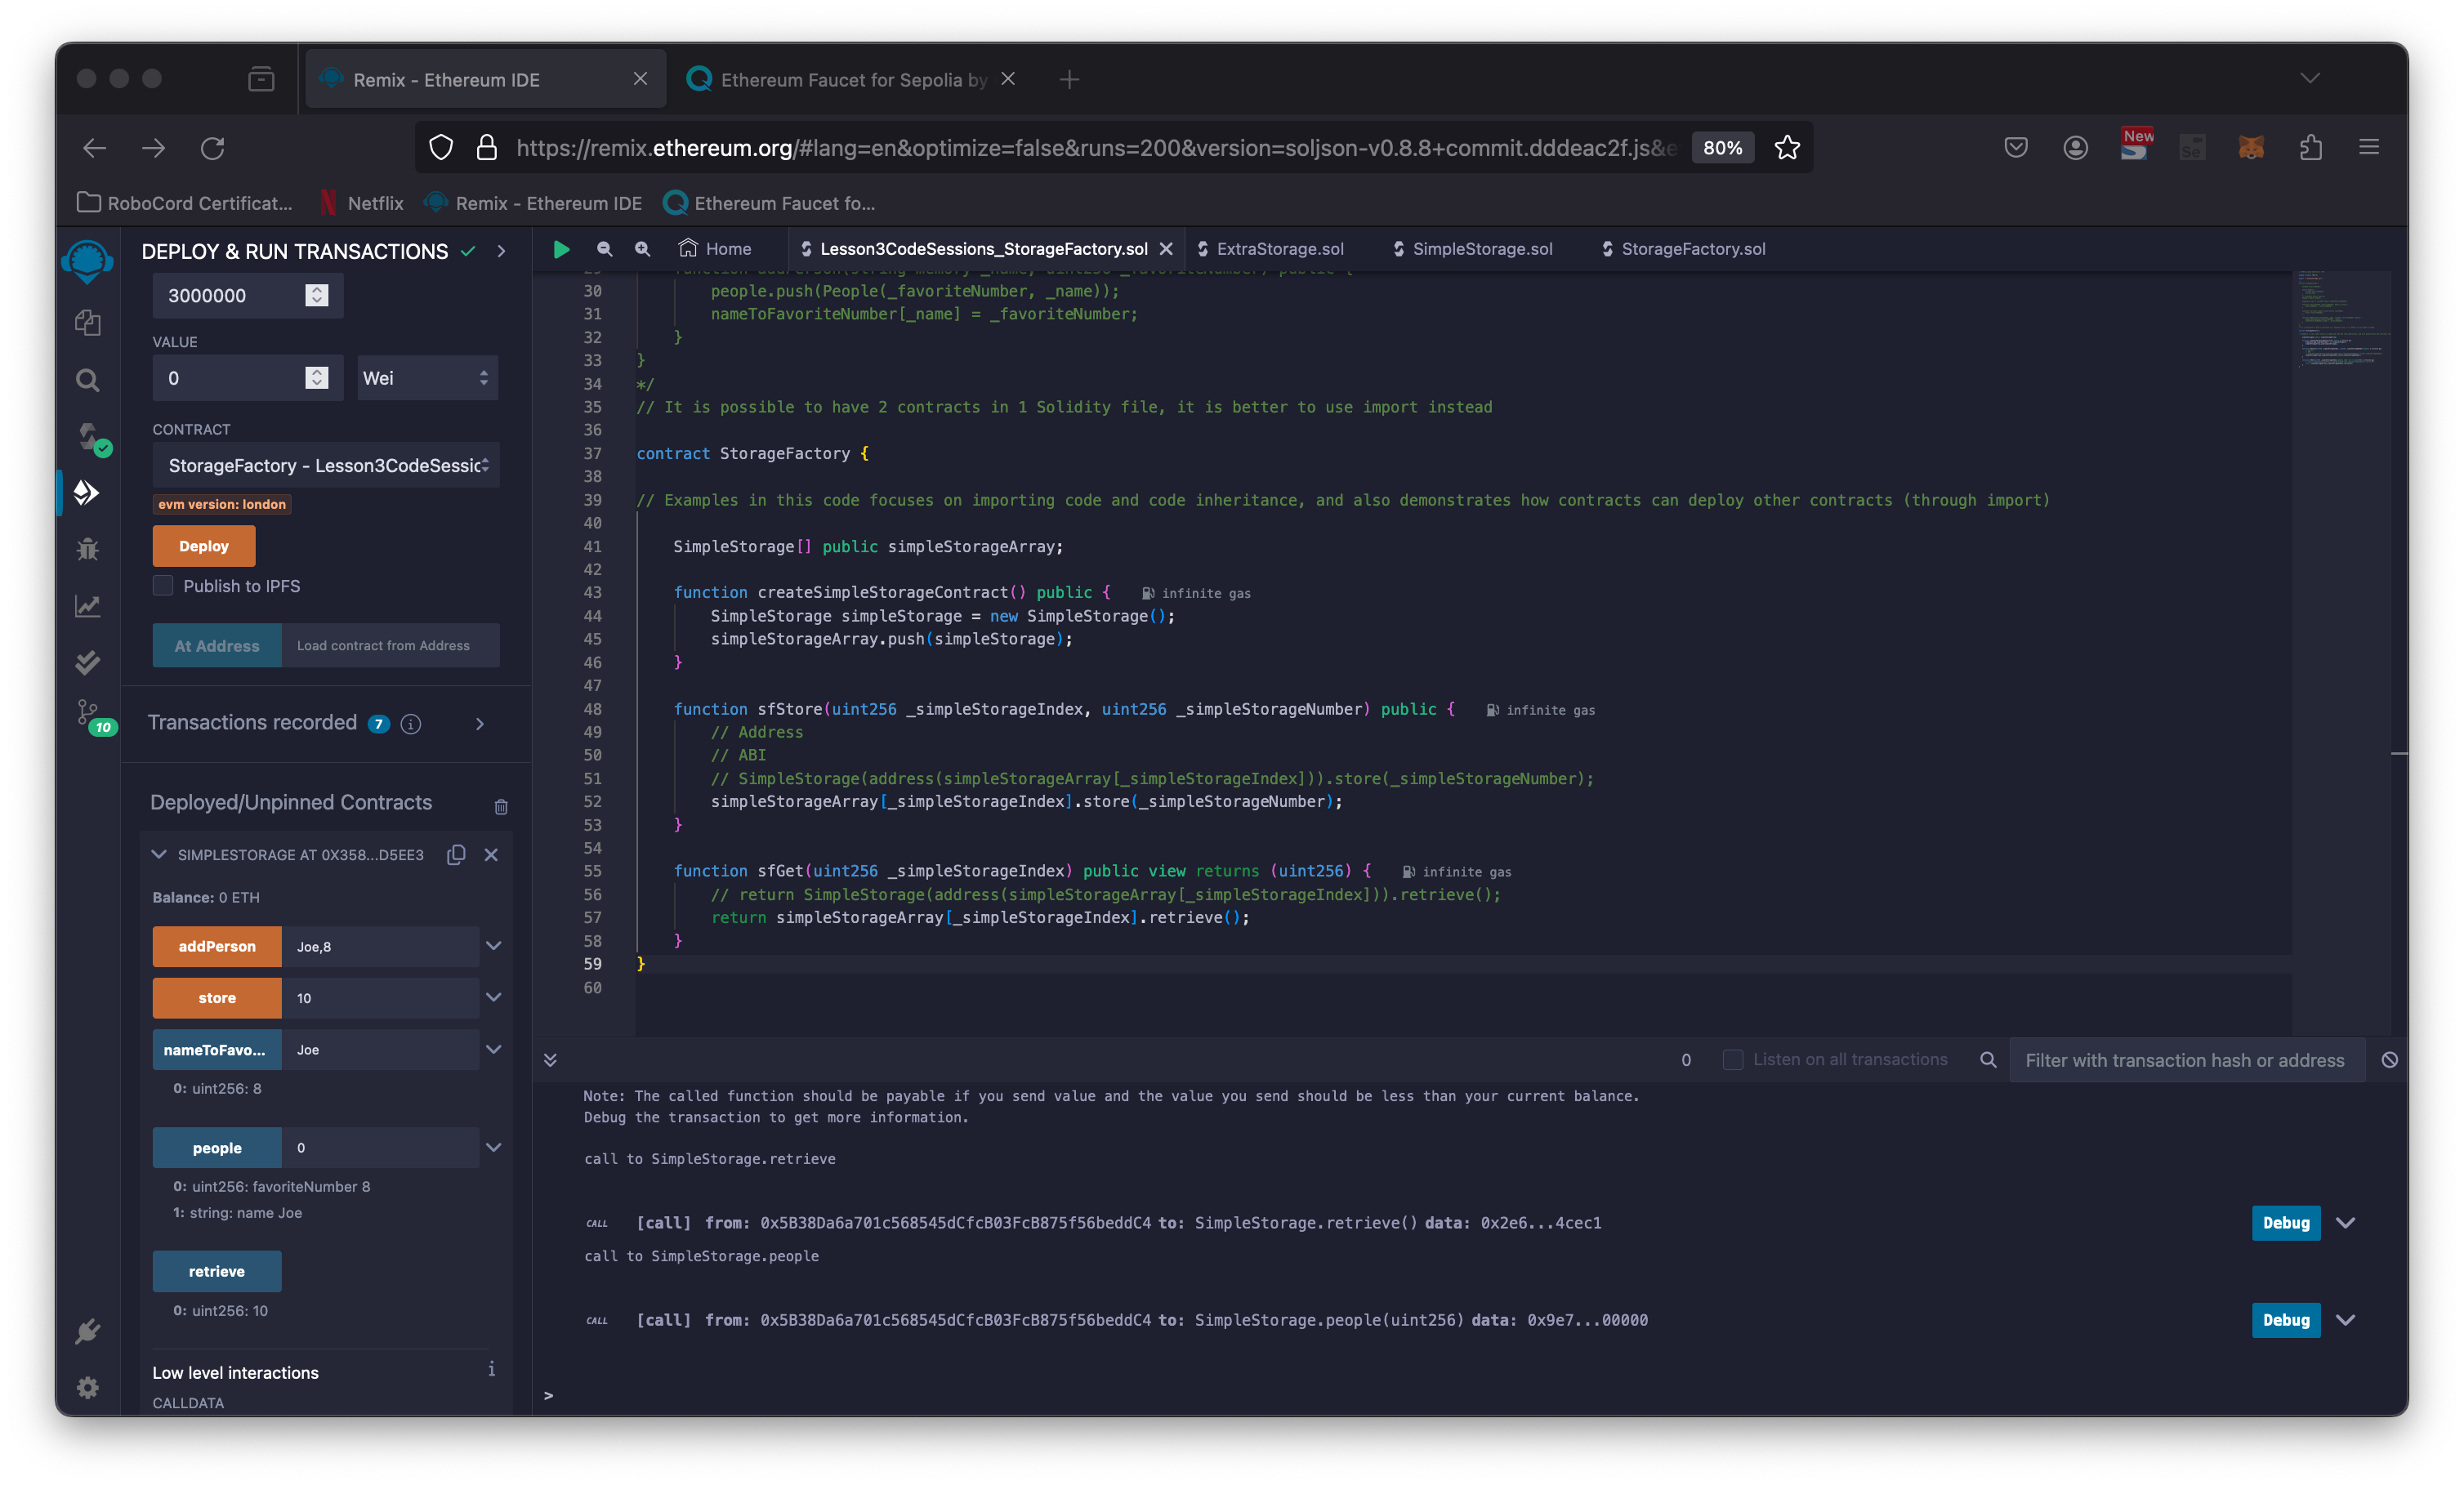 Remix - Ethereum IDE
Ethereum Faucet for Sepolia by
https://remix.ethereum.org/#lang=en&optimize=false&runs=200&version=soljson-v0.8.8+commit.dddeac2f.js&e
80%
New
RoboCord Certificat...
Netflix
Remix - Ethereum IDE
Ethereum Faucet fo...
DEPLOY & RUN TRANSACTIONS
3000000
VALUE
0
Wei
CONTRACT
StorageFactory - Lesson3CodeSessic
evm version: london
Deploy
Publish to IPFS
At Address
Load contract from Address
Transactions recorded 7
10
Deployed/Unpinned Contracts
SIMPLESTORAGE AT 0X358...D5EE3
Balance: 0 ETH
addPerson Joe,8
store 10
nameToFavo... Joe
0: uint256: 8
people 0
0: uint256: favoriteNumber 8
1: string: name Joe
retrieve
0: uint256: 10
Low level interactions
CALLDATA
Home
Lesson3CodeSessions_StorageFactory.sol
ExtraStorage.sol
SimpleStorage.sol
StorageFactory.sol
29 function addPerson(string memory _name, uint256 _favoriteNumber) public {
30 people.push(People(_favoriteNumber, _name));
31 nameToFavoriteNumber[_name] = _favoriteNumber;
32 }
33 }
34 */
35 // It is possible to have 2 contracts in 1 Solidity file, it is better to use import instead
36
37 contract StorageFactory {
38
39 // Examples in this code focuses on importing code and code inheritance, and also demonstrates how contracts can deploy other contracts (through import)
40
41 SimpleStorage[] public simpleStorageArray;
42
43 function createSimpleStorageContract() public { infinite gas
44 SimpleStorage simpleStorage = new SimpleStorage();
45 simpleStorageArray.push(simpleStorage);
46 }
47
48 function sfStore(uint256 _simpleStorageIndex, uint256 _simpleStorageNumber) public { infinite gas
49 // Address
50 // ABI
51 // SimpleStorage(address(simpleStorageArray[_simpleStorageIndex])).store(_simpleStorageNumber);
52 simpleStorageArray[_simpleStorageIndex].store(_simpleStorageNumber);
53 }
54
55 function sfGet(uint256 _simpleStorageIndex) public view returns (uint256) { infinite gas
56 // return SimpleStorage(address(simpleStorageArray[_simpleStorageIndex])).retrieve();
57 return simpleStorageArray[_simpleStorageIndex].retrieve();
58 }
59 }
60
0
Listen on all transactions
Filter with transaction hash or address
Note: The called function should be payable if you send value and the value you send should be less than your current balance.
Debug the transaction to get more information.
call to SimpleStorage.retrieve
CALL [call] from: 0x5B38Da6a701c568545dCfcB03FcB875f56beddC4 to: SimpleStorage.retrieve() data: 0x2e6...4cec1
Debug
call to SimpleStorage.people
CALL [call] from: 0x5B38Da6a701c568545dCfcB03FcB875f56beddC4 to: SimpleStorage.people(uint256) data: 0x9e7...00000
Debug
>